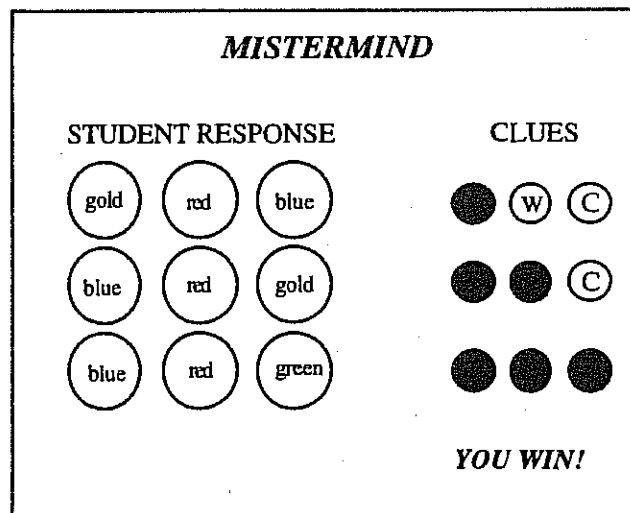 MISTERMIND
STUDENT RESPONSE CLUES
gold red blue W C
blue red gold C
blue red green
YOU WIN!